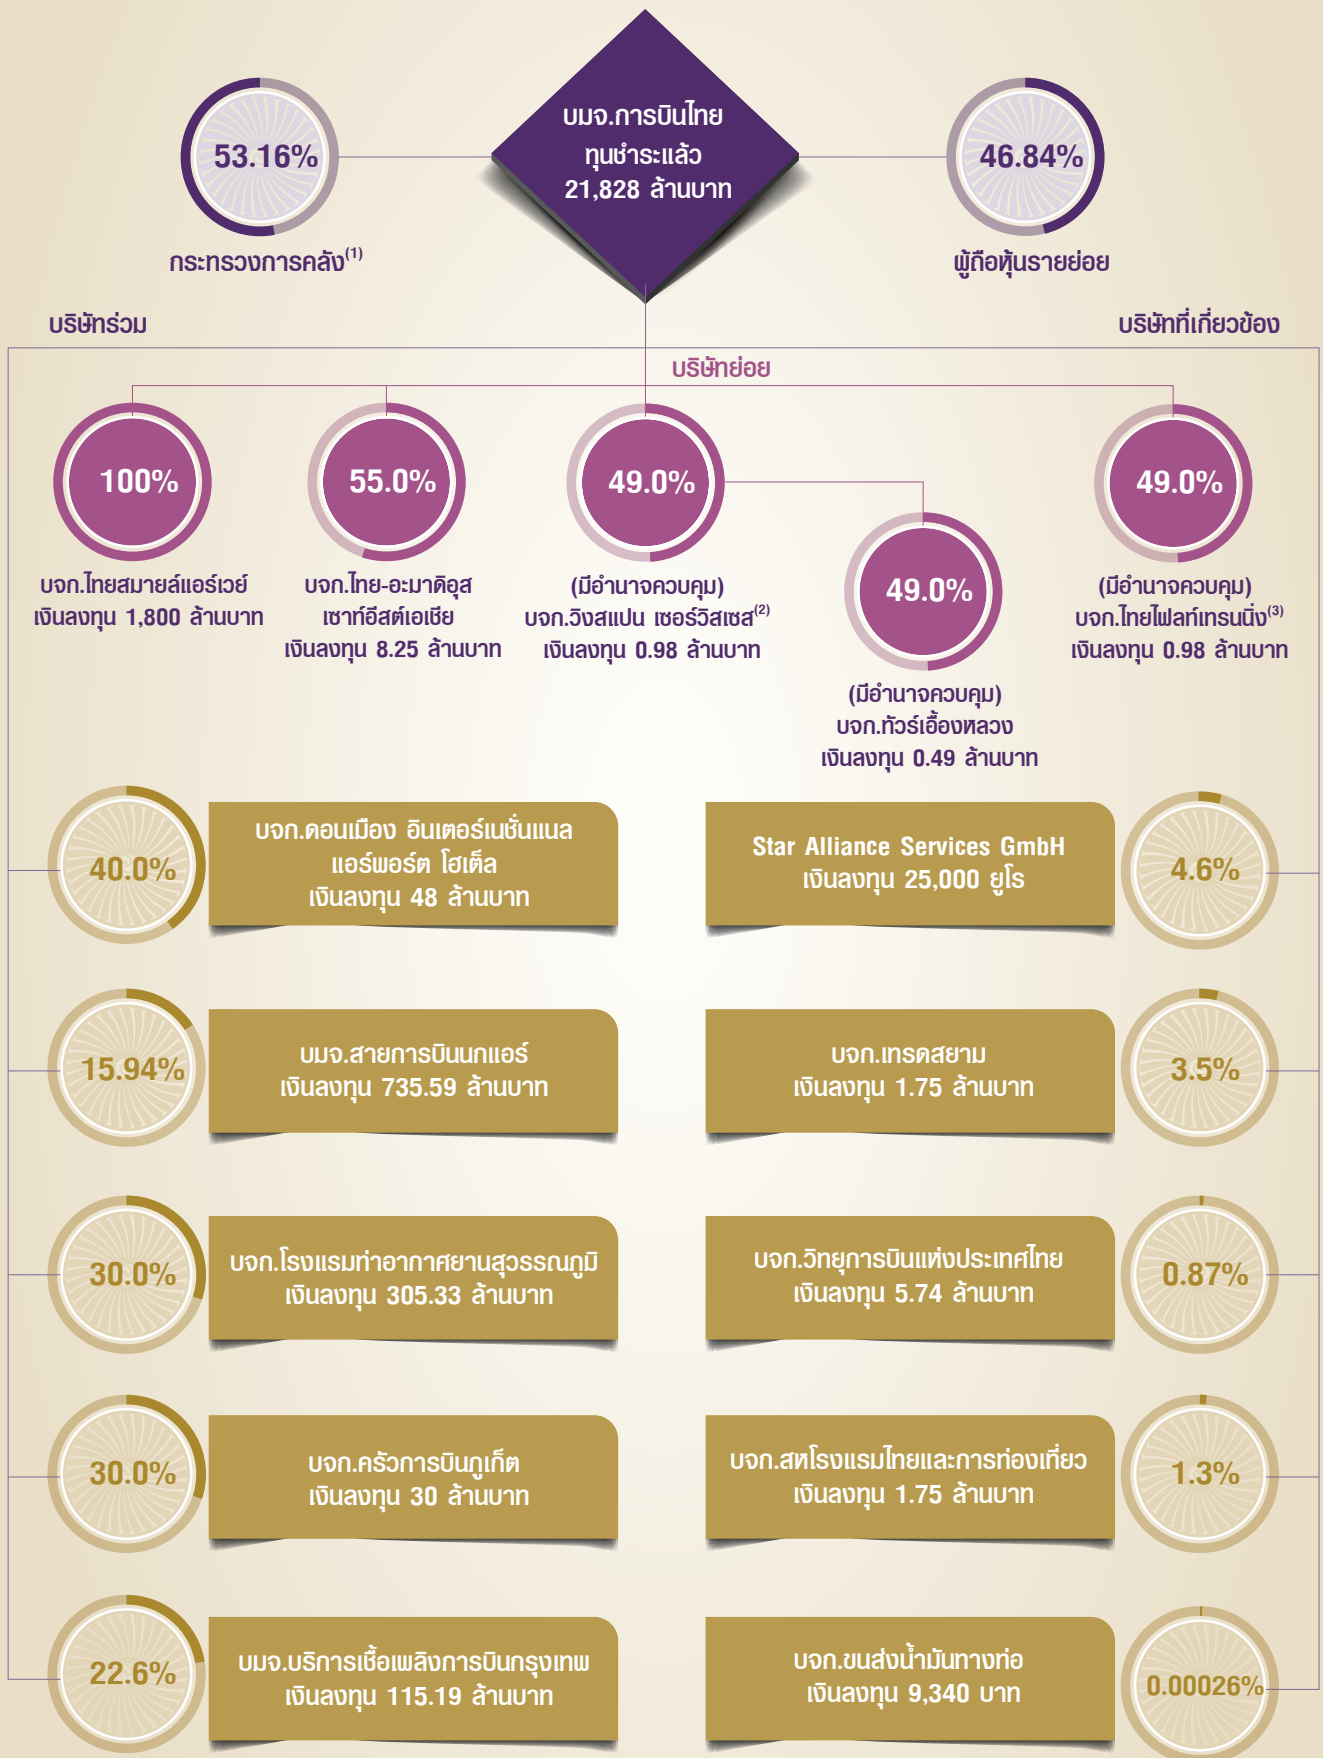 บมจ.การบินไทย
ทุนชำระแล้ว
21,828 ล้านบาท
53.16%
กระทรวงการคลัง(1)
46.84%
ผู้ถือหุ้นรายย่อย
บริษัทร่วม
บริษัทที่เกี่ยวข้อง
บริษัทย่อย
100%
บจก.ไทยสมายล์แอร์เวย์
เงินลงทุน 1,800 ล้านบาท
55.0%
บจก.ไทย-อะมาดิอุส
เซาท์อีสต์เอเชีย
เงินลงทุน 8.25 ล้านบาท
49.0%
(มีอำนาจควบคุม)
บจก.วิงสแปน เซอร์วิสเซส(2)
เงินลงทุน 0.98 ล้านบาท
49.0%
(มีอำนาจควบคุม)
บจก.ทัวร์เอื้องหลวง
เงินลงทุน 0.49 ล้านบาท
49.0%
(มีอำนาจควบคุม)
บจก.ไทยไฟลท์เทรนนิ่ง(3)
เงินลงทุน 0.98 ล้านบาท
40.0%
บจก.ดอนเมือง อินเตอร์เนชั่นแนล
แอร์พอร์ต โฮเต็ล
เงินลงทุน 48 ล้านบาท
15.94%
บมจ.สายการบินนกแอร์
เงินลงทุน 735.59 ล้านบาท
30.0%
บจก.โรงแรมท่าอากาศยานสุวรรณภูมิ
เงินลงทุน 305.33 ล้านบาท
30.0%
บจก.ครัวการบินภูเก็ต
เงินลงทุน 30 ล้านบาท
22.6%
บมจ.บริการเชื้อเพลิงการบินกรุงเทพ
เงินลงทุน 115.19 ล้านบาท
Star Alliance Services GmbH
เงินลงทุน 25,000 ยูโร
4.6%
บจก.เทรดสยาม
เงินลงทุน 1.75 ล้านบาท
3.5%
บจก.วิทยุการบินแห่งประเทศไทย
เงินลงทุน 5.74 ล้านบาท
0.87%
บจก.สหโรงแรมไทยและการท่องเที่ยว
เงินลงทุน 1.75 ล้านบาท
1.3%
บจก.ขนส่งน้ำมันทางท่อ
เงินลงทุน 9,340 บาท
0.00026%